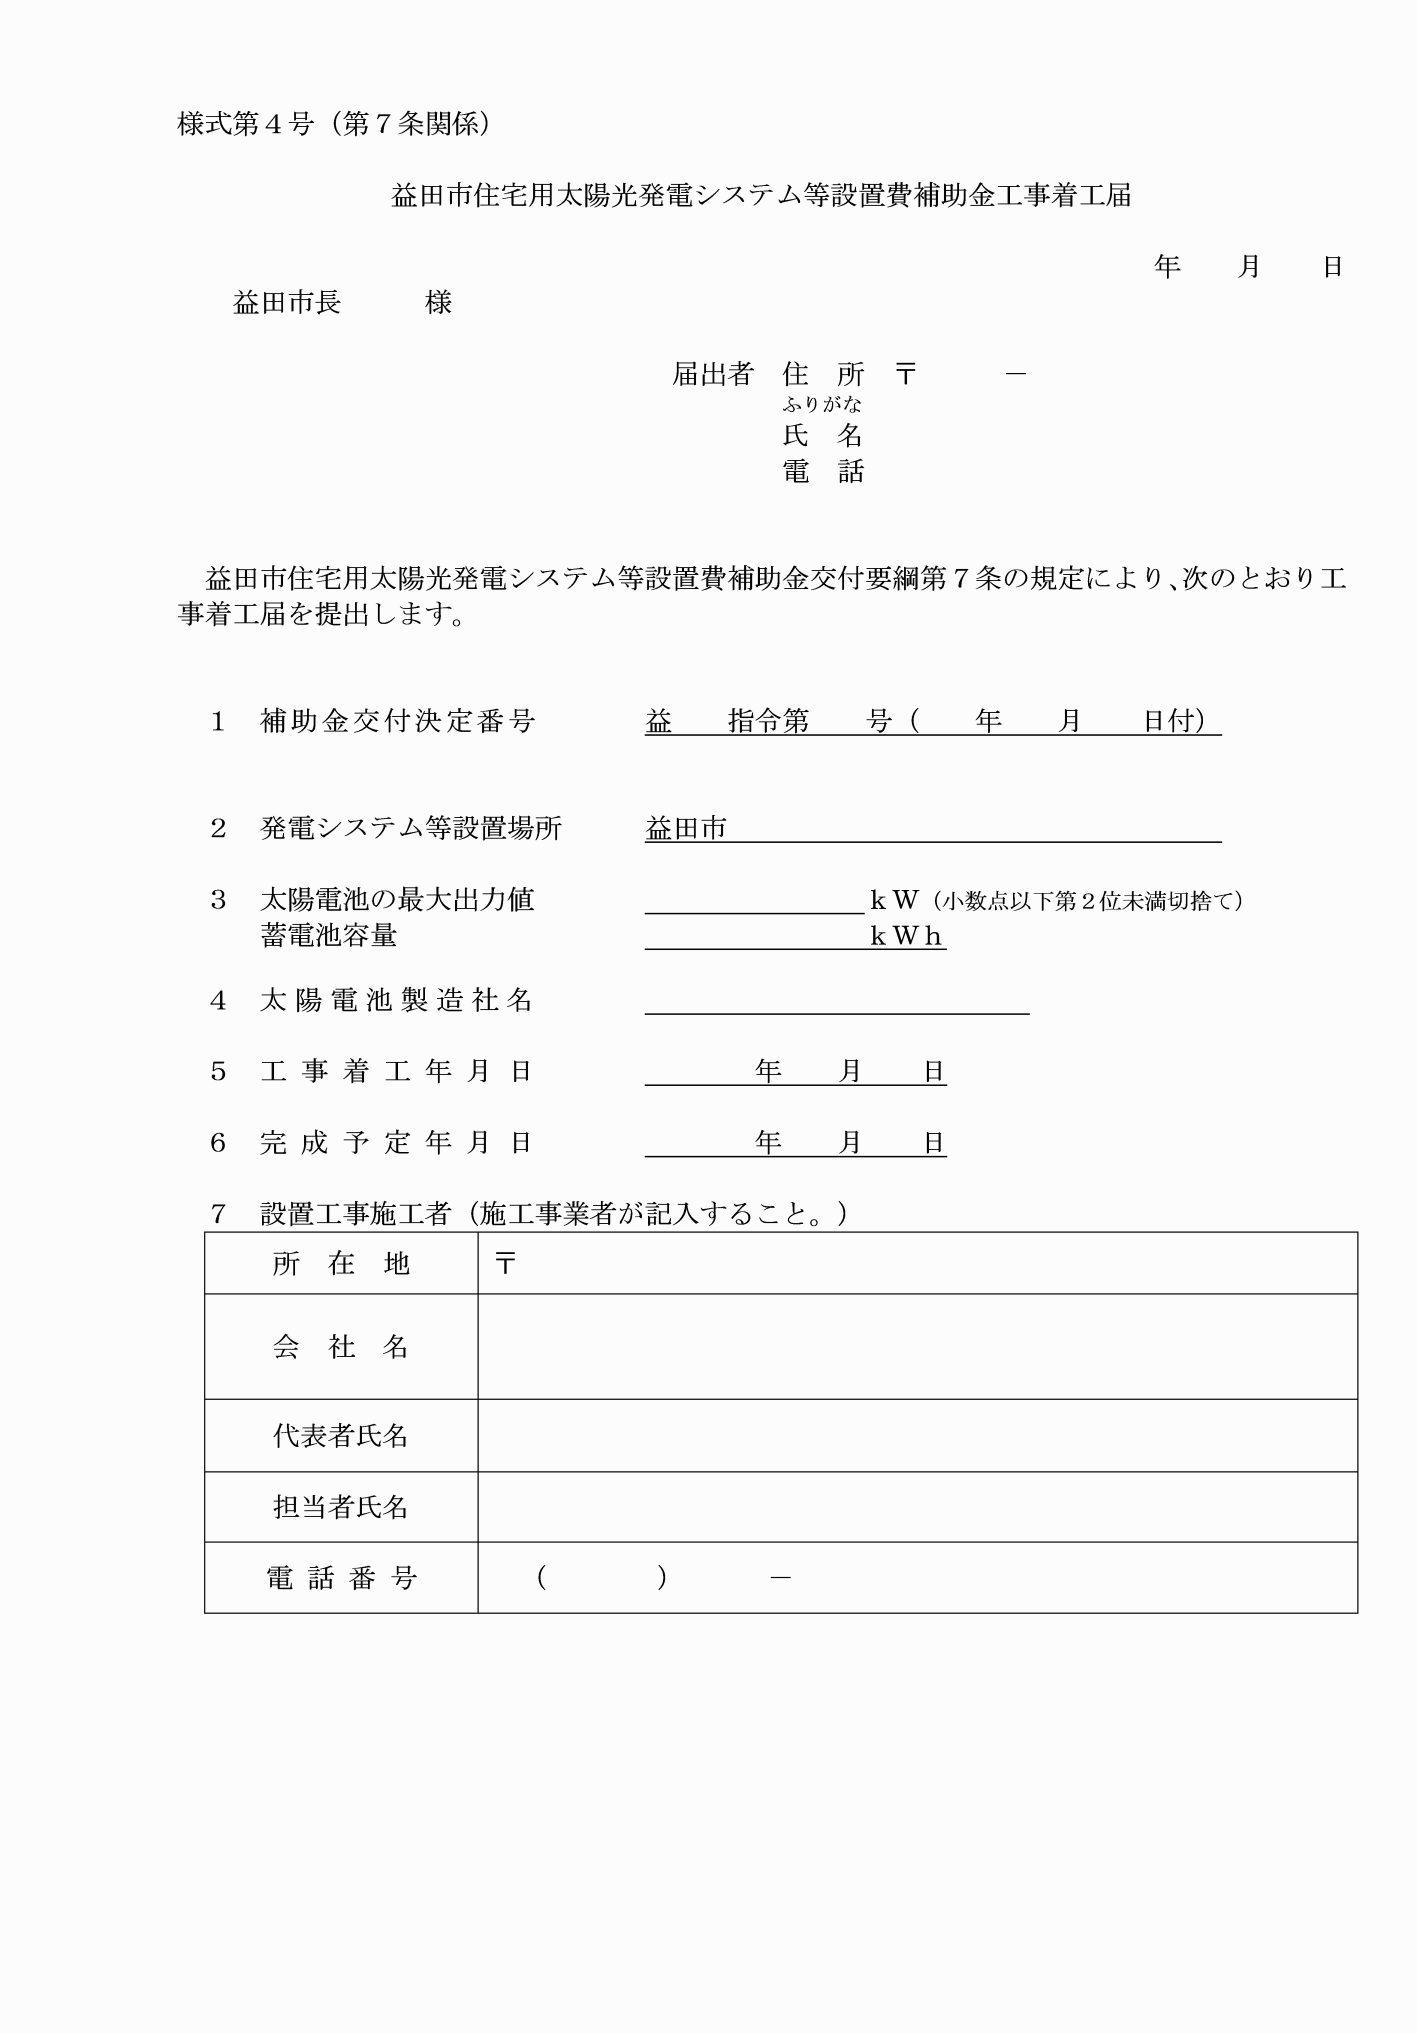 様式第４号（第７条関係）
益田市住宅用太陽光発電システム等設置費補助金工事着工届
年　　月　　日
益田市長　　　様
届出者　住　所　〒　　　－
ふりがな
氏　名
電　話
益田市住宅用太陽光発電システム等設置費補助金交付要綱第７条の規定により、次のとおり工
事着工届を提出します。
１　補助金交付決定番号　　　　益　　指令第　　号（　　年　　月　　日付）
２　発電システム等設置場所　　　益田市
３　太陽電池の最大出力値　　　　　　　　ｋＷ（小数点以下第２位未満切捨て）
蓄電池容量　　　　　　　　ｋＷｈ
４　太陽電池製造社名
５　工事着工年月日　　　　年　　月　　日
６　完成予定年月日　　　　年　　月　　日
７　設置工事施工者（施工事業者が記入すること。）
所　在　地　〒
会　社　名
代表者氏名
担当者氏名
電話番号　（　　　　）　　　－